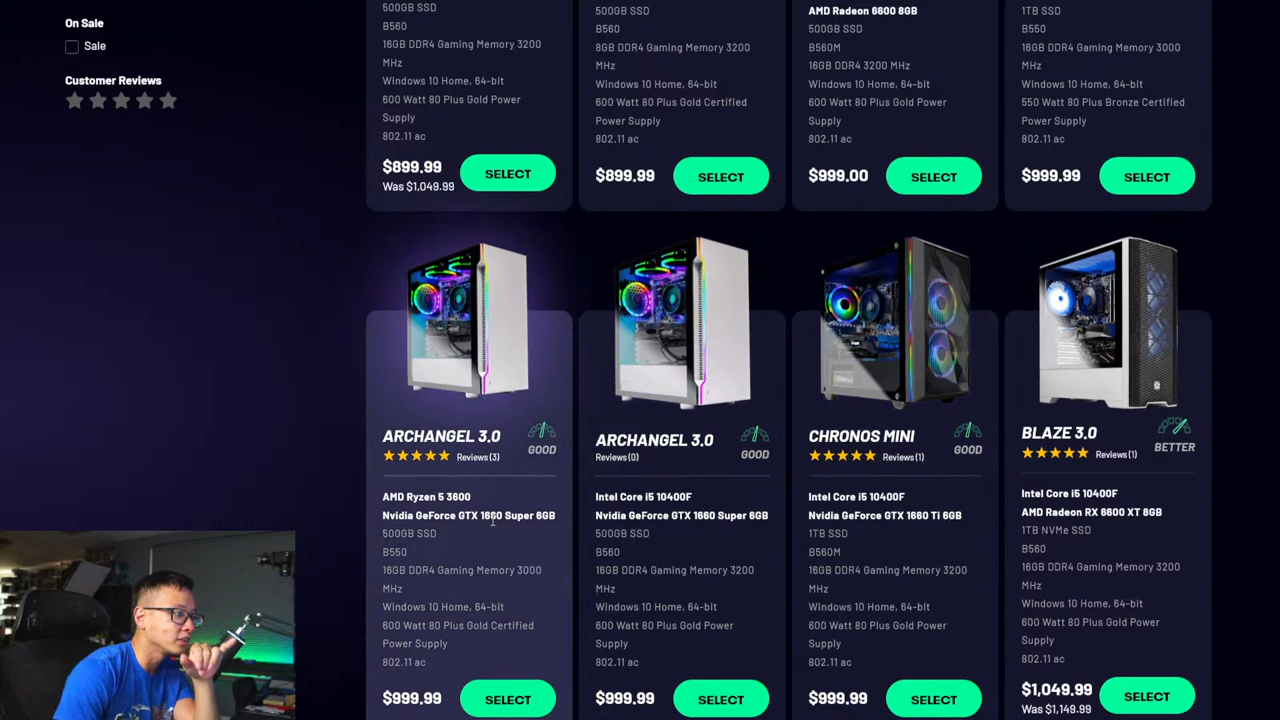 On Sale
Sale
Customer Reviews
500GB SSD
B560
16GB DDR4 Gaming Memory 3200
MHz
Windows 10 Home, 64-bit
600 Watt 80 Plus Gold Power
Supply
802.11 ac
$899.99
Was $1,049.99
SELECT
500GB SSD
B560
8GB DDR4 Gaming Memory 3200
MHz
Windows 10 Home, 64-bit
600 Watt 80 Plus Gold Certified
Power Supply
802.11 ac
$899.99
SELECT
AMD Radeon 6600 8GB
500GB SSD
B560M
16GB DDR4 3200 MHz
Windows 10 Home, 64-bit
600 Watt 80 Plus Gold Power
Supply
802.11 ac
$999.00
SELECT
1TB SSD
B550
16GB DDR4 Gaming Memory 3000
MHz
Windows 10 Home, 64-bit
550 Watt 80 Plus Bronze Certified
Power Supply
802.11 ac
$999.99
SELECT
ARCHANGEL 3.0
GOOD
Reviews (3)
AMD Ryzen 5 3600
Nvidia GeForce GTX 1660 Super 6GB
500GB SSD
B550
16GB DDR4 Gaming Memory 3000
MHz
Windows 10 Home, 64-bit
600 Watt 80 Plus Gold Certified
Power Supply
802.11 ac
$999.99
SELECT
ARCHANGEL 3.0
GOOD
Reviews (0)
Intel Core i5 10400F
Nvidia GeForce GTX 1660 Super 6GB
500GB SSD
B560
16GB DDR4 Gaming Memory 3200
MHz
Windows 10 Home, 64-bit
600 Watt 80 Plus Gold Power
Supply
802.11 ac
$999.99
SELECT
CHRONOS MINI
GOOD
Reviews (1)
Intel Core i5 10400F
Nvidia GeForce GTX 1660 Ti 6GB
1TB SSD
B560M
16GB DDR4 Gaming Memory 3200
MHz
Windows 10 Home, 64-bit
600 Watt 80 Plus Gold Power
Supply
802.11 ac
$999.99
SELECT
BLAZE 3.0
BETTER
Reviews (1)
Intel Core i5 10400F
AMD Radeon RX 6600 XT 8GB
1TB NVMe SSD
B560
16GB DDR4 Gaming Memory 3200
MHz
Windows 10 Home, 64-bit
600 Watt 80 Plus Gold Power
Supply
802.11 ac
$1,049.99
Was $1,149.99
SELECT